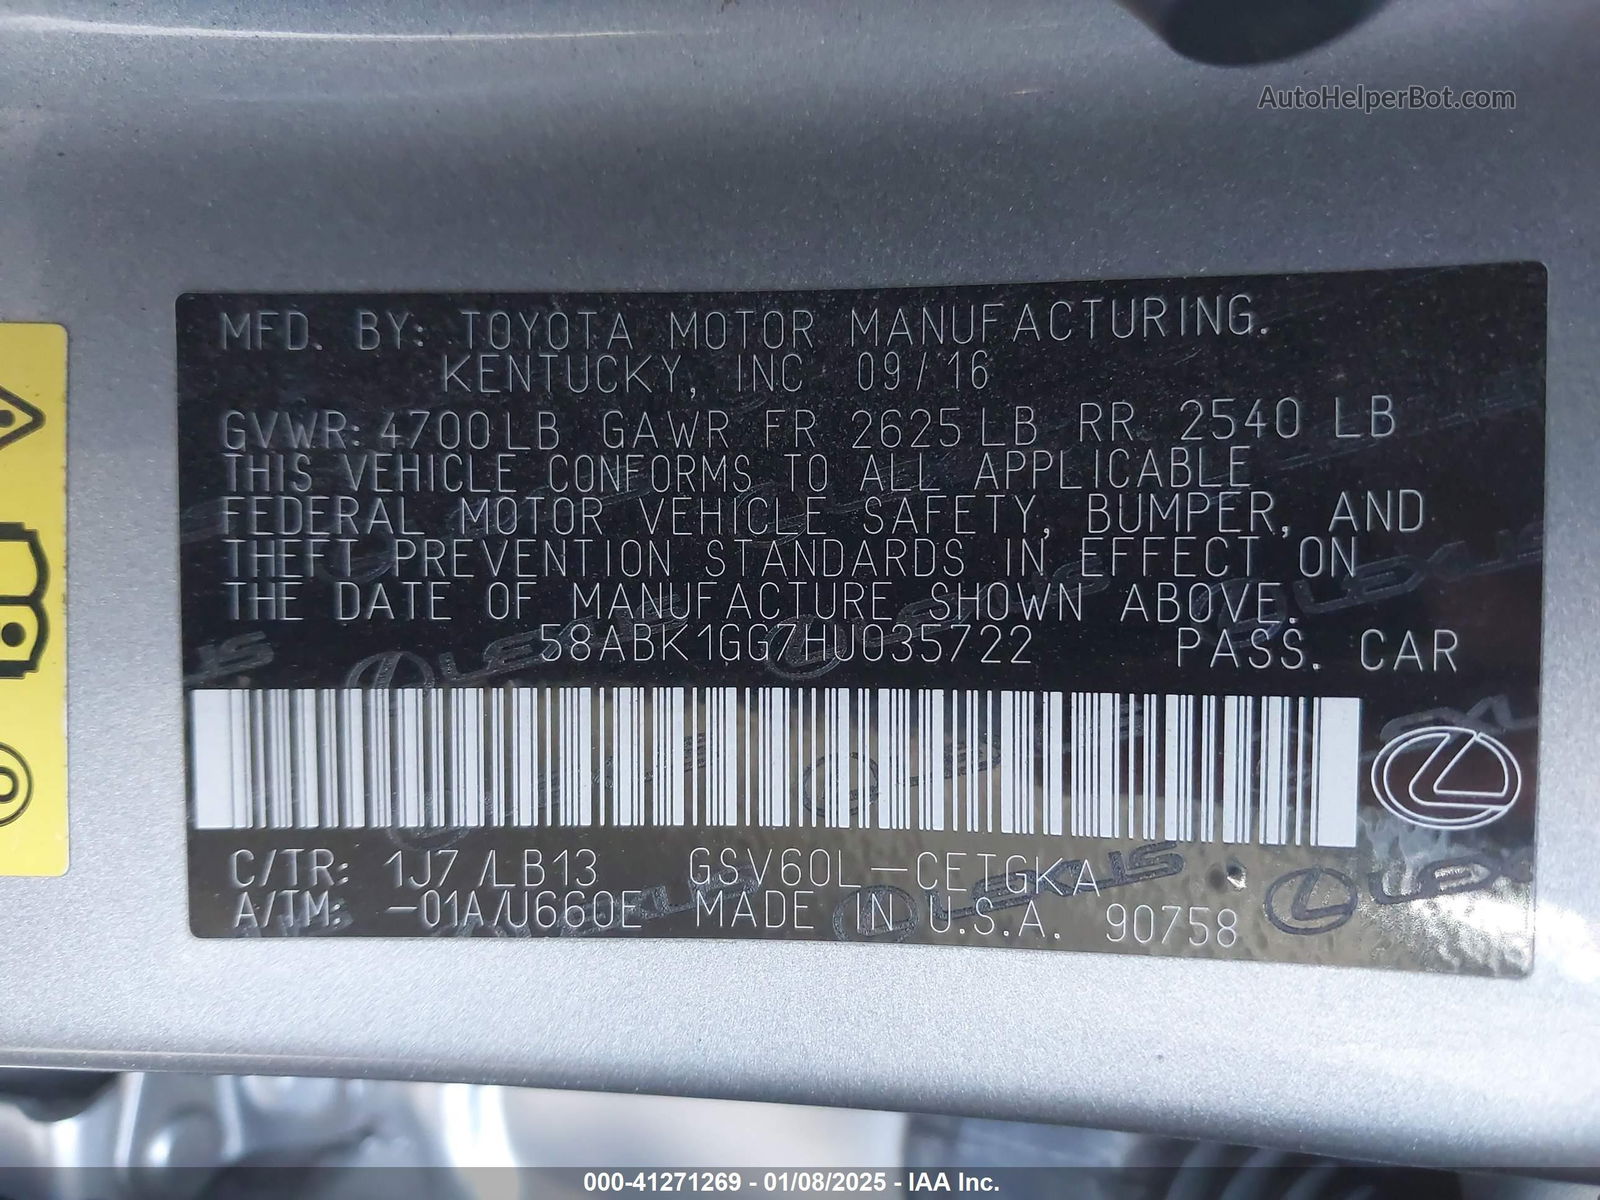 AutoHelperBot.com
MFD. BY: TOYOTA MOTOR MANUFACTURING.
KENTUCKY, INC 09/16
GVWR: 4700LB GAWR FR 2625LB RR 2540 LB
THIS VEHICLE CONFORMS TO ALL APPLICABLE
FEDERAL MOTOR VEHICLE SAFETY, BUMPER, AND
THEFT PREVENTION STANDARDS IN EFFECT ON
THE DATE OF MANUFACTURE SHOWN ABOVE.
58ABK1GG7HU035722 PASS. CAR
C/TR: 1J7 /LB13 GSV60L-CETGKA
A/TM: -01A/U660E MADE IN U.S.A. 90758
000-41271269 - 01/08/2025 - IAA Inc.